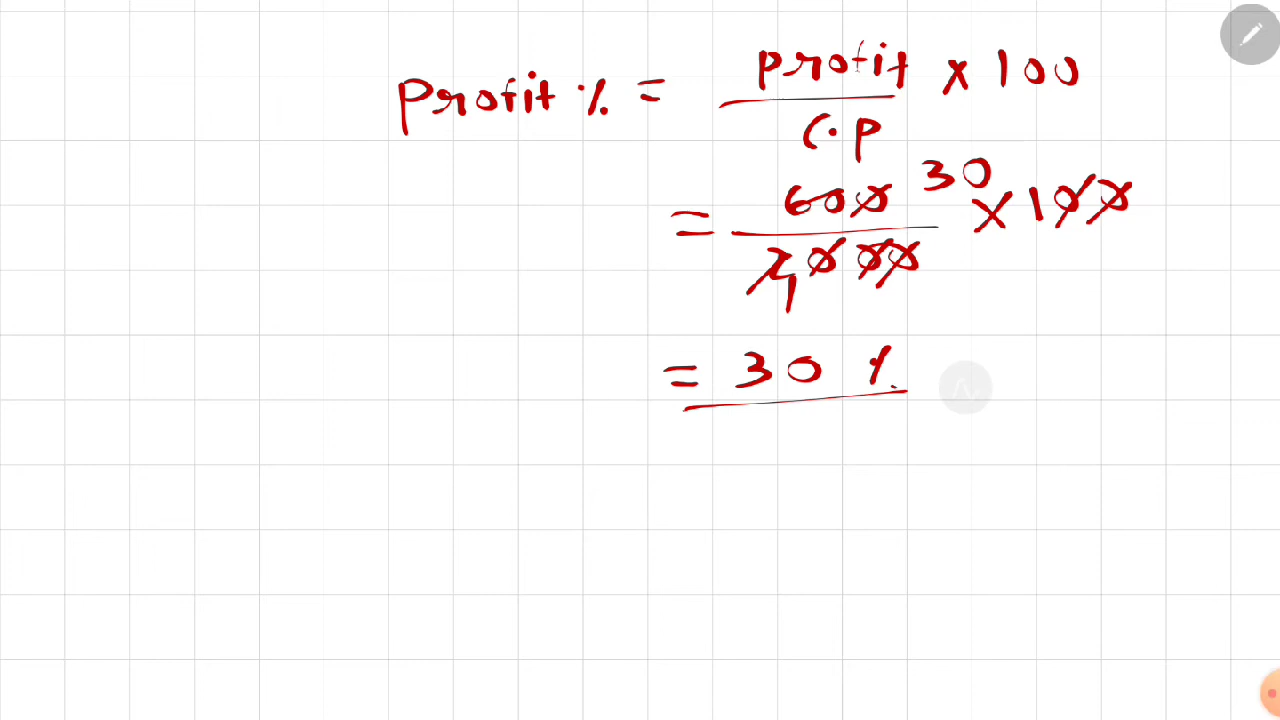 Profit % = profit / C.P × 100
= 600 / 2000 × 100 30
1
= 30 %